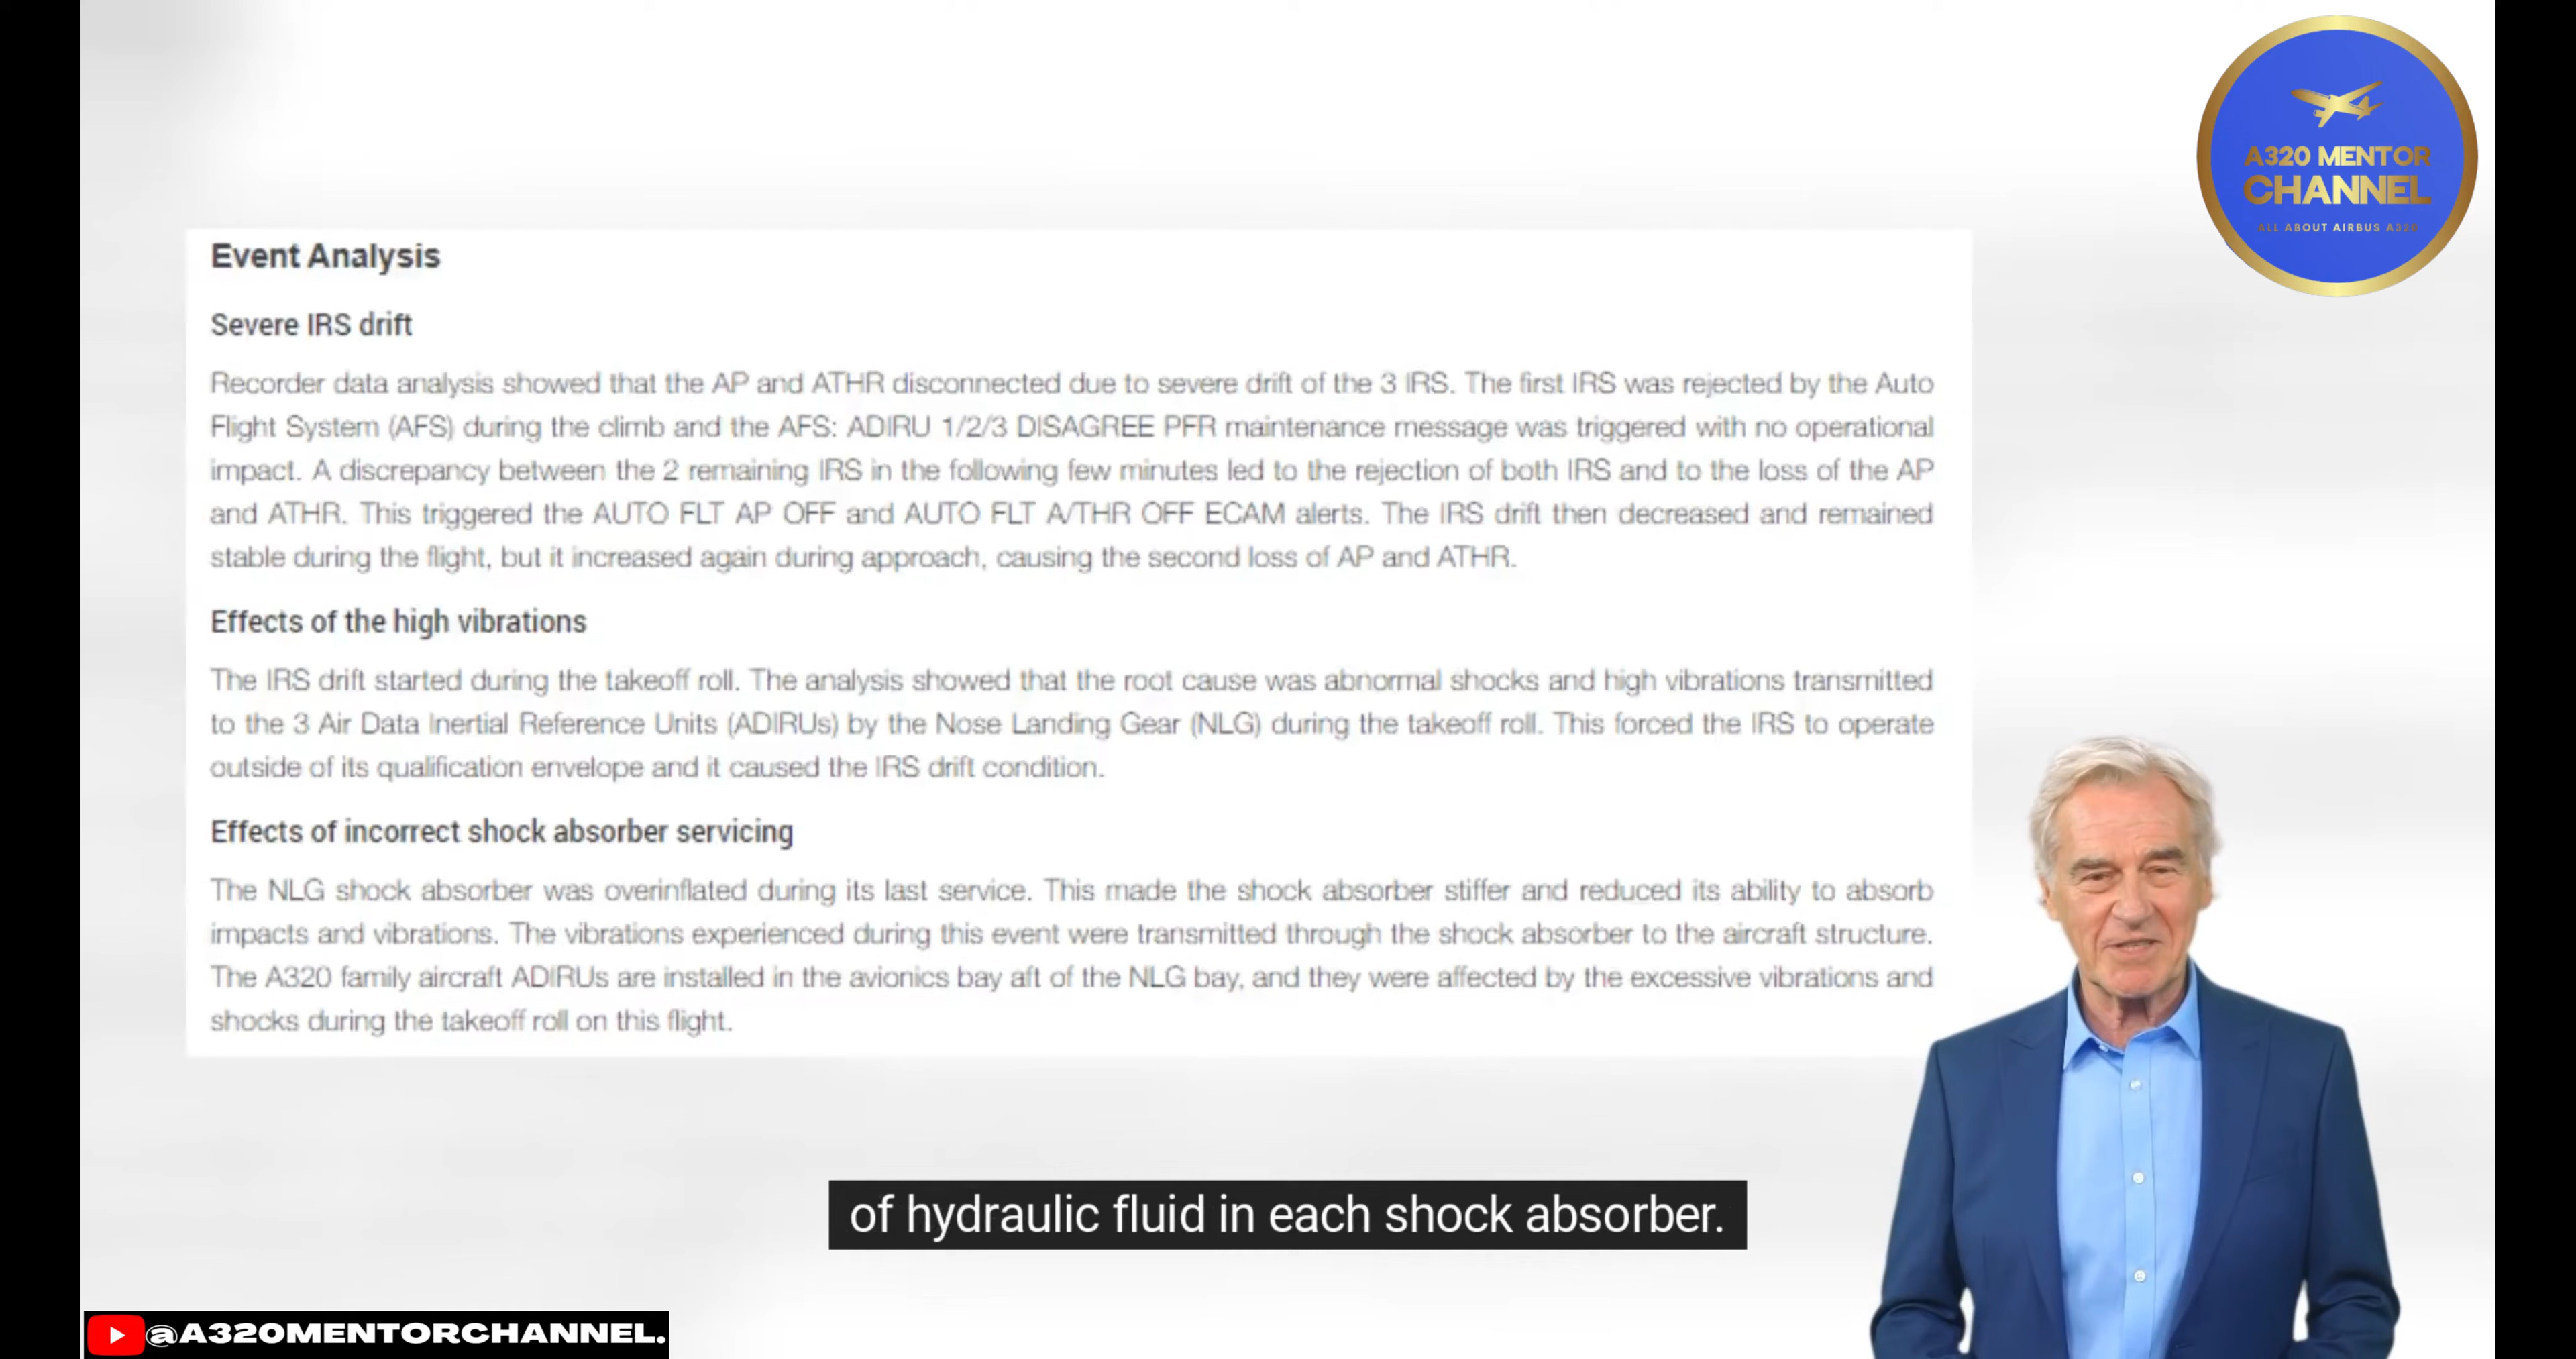 A320 MENTOR
CHANNEL
ALL ABOUT AIRBUS A320
Event Analysis
Severe IRS drift
Recorder data analysis showed that the AP and ATHR disconnected due to severe drift of the 3 IRS. The first IRS was rejected by the Auto
Flight System (AFS) during the climb and the AFS: ADIRU 1/2/3 DISAGREE PFR maintenance message was triggered with no operational
impact. A discrepancy between the 2 remaining IRS in the following few minutes led to the rejection of both IRS and to the loss of the AP
and ATHR. This triggered the AUTO FLT AP OFF and AUTO FLT A/THR OFF ECAM alerts. The IRS drift then decreased and remained
stable during the flight, but it increased again during approach, causing the second loss of AP and ATHR.
Effects of the high vibrations
The IRS drift started during the takeoff roll. The analysis showed that the root cause was abnormal shocks and high vibrations transmitted
to the 3 Air Data Inertial Reference Units (ADIRUs) by the Nose Landing Gear (NLG) during the takeoff roll. This forced the IRS to operate
outside of its qualification envelope and it caused the IRS drift condition.
Effects of incorrect shock absorber servicing
The NLG shock absorber was overinflated during its last service. This made the shock absorber stiffer and reduced its ability to absorb
impacts and vibrations. The vibrations experienced during this event were transmitted through the shock absorber to the aircraft structure.
The A320 family aircraft ADIRUs are installed in the avionics bay aft of the NLG bay, and they were affected by the excessive vibrations and
shocks during the takeoff roll on this flight.
of hydraulic fluid in each shock absorber.
@A320MENTORCHANNEL.